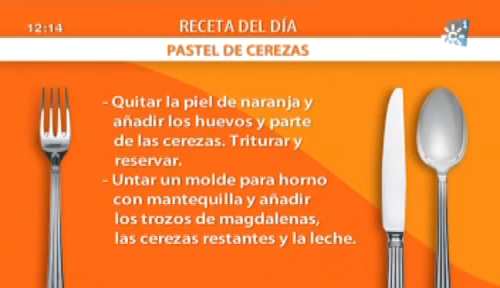 12:14
RECETA DEL DÍA
1
PASTEL DE CEREZAS
- Quitar la piel de naranja y
añadir los huevos y parte
de las cerezas. Triturar y
reservar.
- Untar un molde para horno
con mantequilla y añadir
los trozos de magdalenas,
las cerezas restantes y la leche.